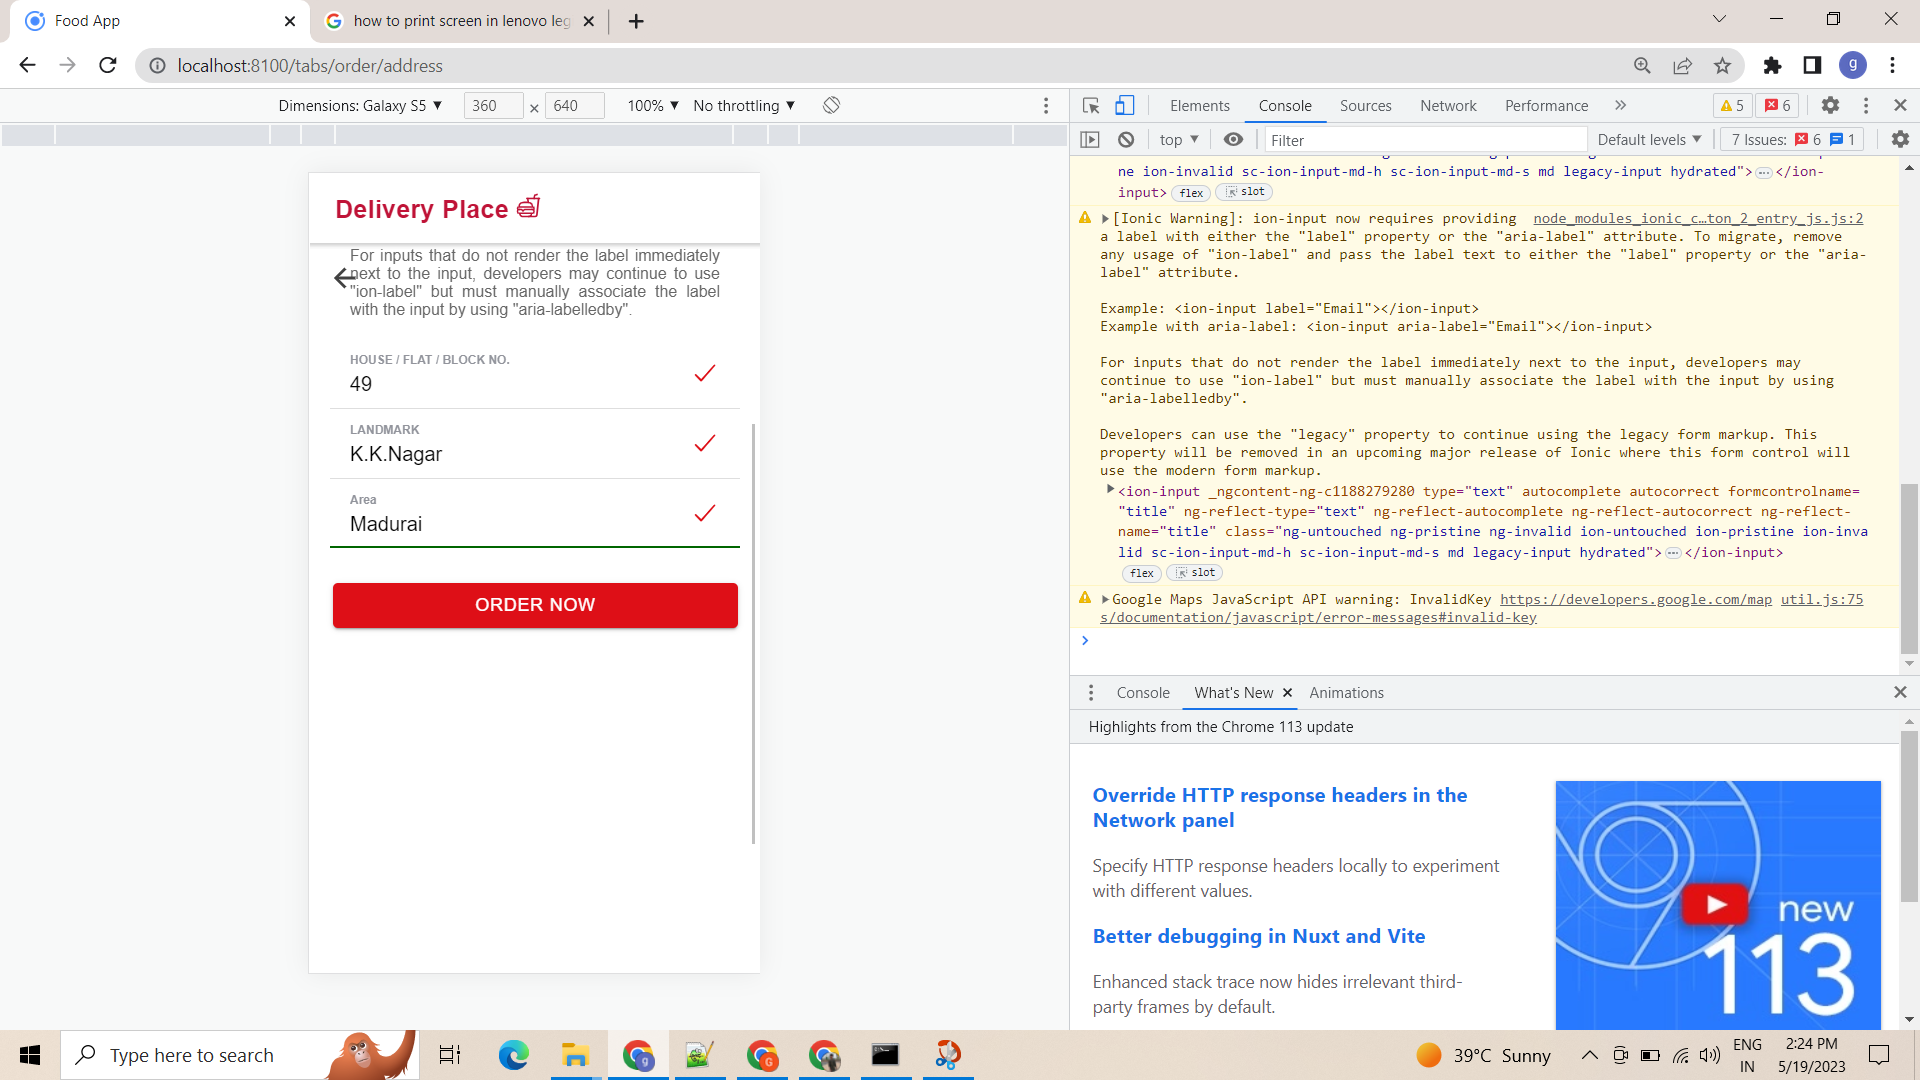 Food App
how to print screen in lenovo leg
localhost:8100/tabs/order/address
g
Dimensions: Galaxy S5 ▼ 360 × 640 100% ▼ No throttling ▼
Delivery Place
For inputs that do not render the label immediately
next to the input, developers may continue to use
"ion-label" but must manually associate the label
with the input by using "aria-labelledby".
HOUSE / FLAT / BLOCK NO.
49
LANDMARK
K.K.Nagar
Area
Madurai
ORDER NOW
Elements Console Sources Network Performance » 5 6
top ▼ Filter Default levels ▼ 7 Issues: 6 1
ne ion-invalid sc-ion-input-md-h sc-ion-input-md-s md legacy-input hydrated">…</ion-
input> flex slot
[Ionic Warning]: ion-input now requires providing node_modules_ionic_c…ton_2_entry_js.js:2
a label with either the "label" property or the "aria-label" attribute. To migrate, remove
any usage of "ion-label" and pass the label text to either the "label" property or the "aria-
label" attribute.
Example: <ion-input label="Email"></ion-input>
Example with aria-label: <ion-input aria-label="Email"></ion-input>
For inputs that do not render the label immediately next to the input, developers may
continue to use "ion-label" but must manually associate the label with the input by using
"aria-labelledby".
Developers can use the "legacy" property to continue using the legacy form markup. This
property will be removed in an upcoming major release of Ionic where this form control will
use the modern form markup.
<ion-input _ngcontent-ng-c1188279280 type="text" autocomplete autocorrect formcontrolname=
"title" ng-reflect-type="text" ng-reflect-autocomplete ng-reflect-autocorrect ng-reflect-
name="title" class="ng-untouched ng-pristine ng-invalid ion-untouched ion-pristine ion-inva
lid sc-ion-input-md-h sc-ion-input-md-s md legacy-input hydrated">…</ion-input>
flex slot
Google Maps JavaScript API warning: InvalidKey https://developers.google.com/map util.js:75
s/documentation/javascript/error-messages#invalid-key
Console What's New Animations
Highlights from the Chrome 113 update
Override HTTP response headers in the
Network panel
Specify HTTP response headers locally to experiment
with different values.
Better debugging in Nuxt and Vite
Enhanced stack trace now hides irrelevant third-
party frames by default.
new
113
Type here to search
g
G
39°C Sunny
ENG
IN
2:24 PM
5/19/2023